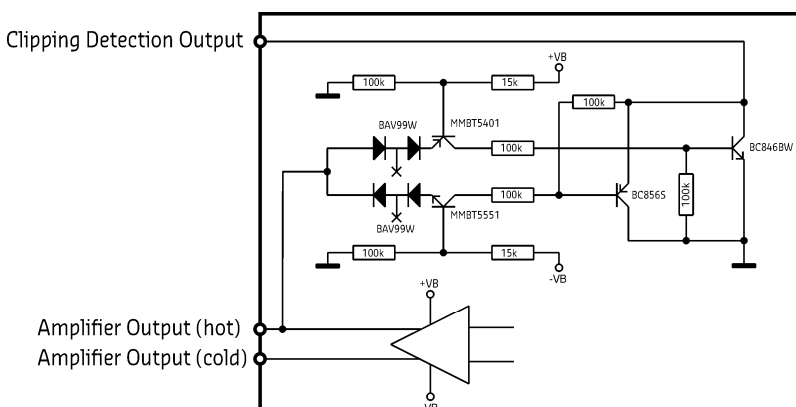 Clipping Detection Output
+VB
100k
15k
100k
BAV99W
MMBT5401
100k
BC846BW
100k
BC856S
100k
MMBT5551
BAV99W
100k
15k
-VB
+VB
Amplifier Output (hot)
Amplifier Output (cold)
-VB